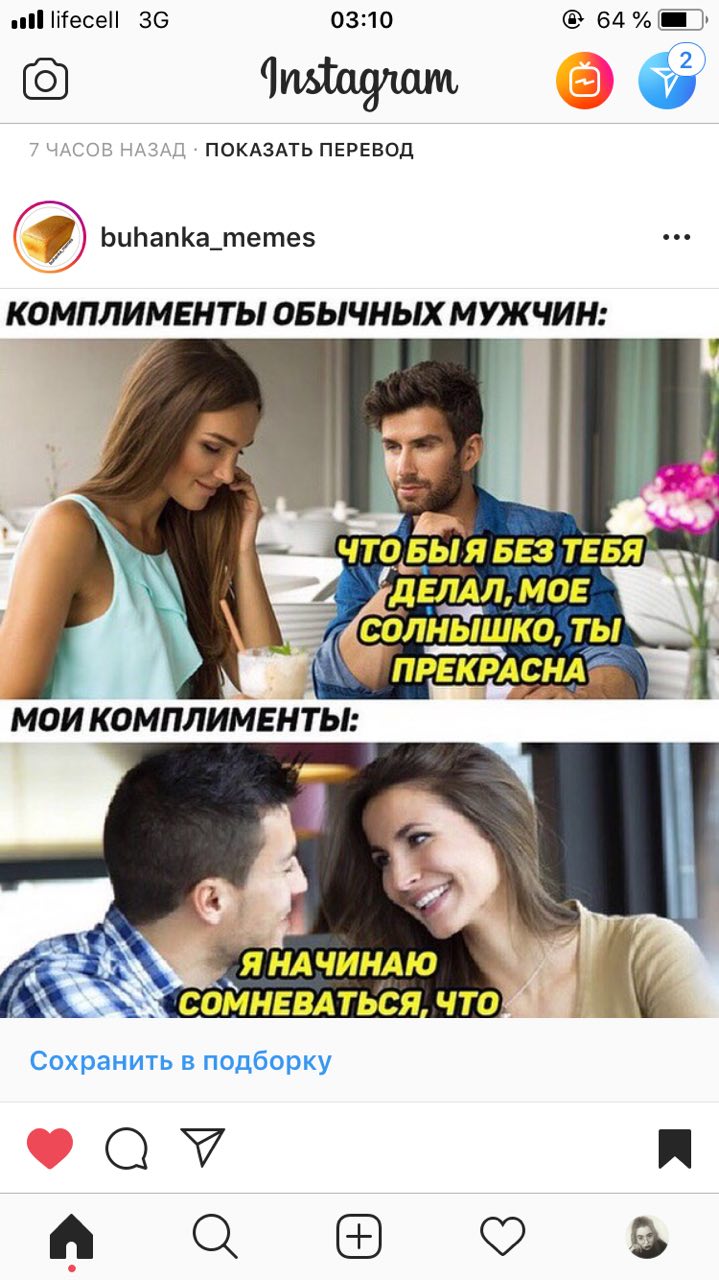 lifecell 3G 03:10 64 %
Instagram
2
7 ЧАСОВ НАЗАД · ПОКАЗАТЬ ПЕРЕВОД
buhanka_memes
КОМПЛИМЕНТЫ ОБЫЧНЫХ МУЖЧИН:
ЧТО БЫ Я БЕЗ ТЕБЯ
ДЕЛАЛ, МОЕ
СОЛНЫШКО, ТЫ
ПРЕКРАСНА
МОИ КОМПЛИМЕНТЫ:
Я НАЧИНАЮ
СОМНЕВАТЬСЯ, ЧТО
Сохранить в подборку